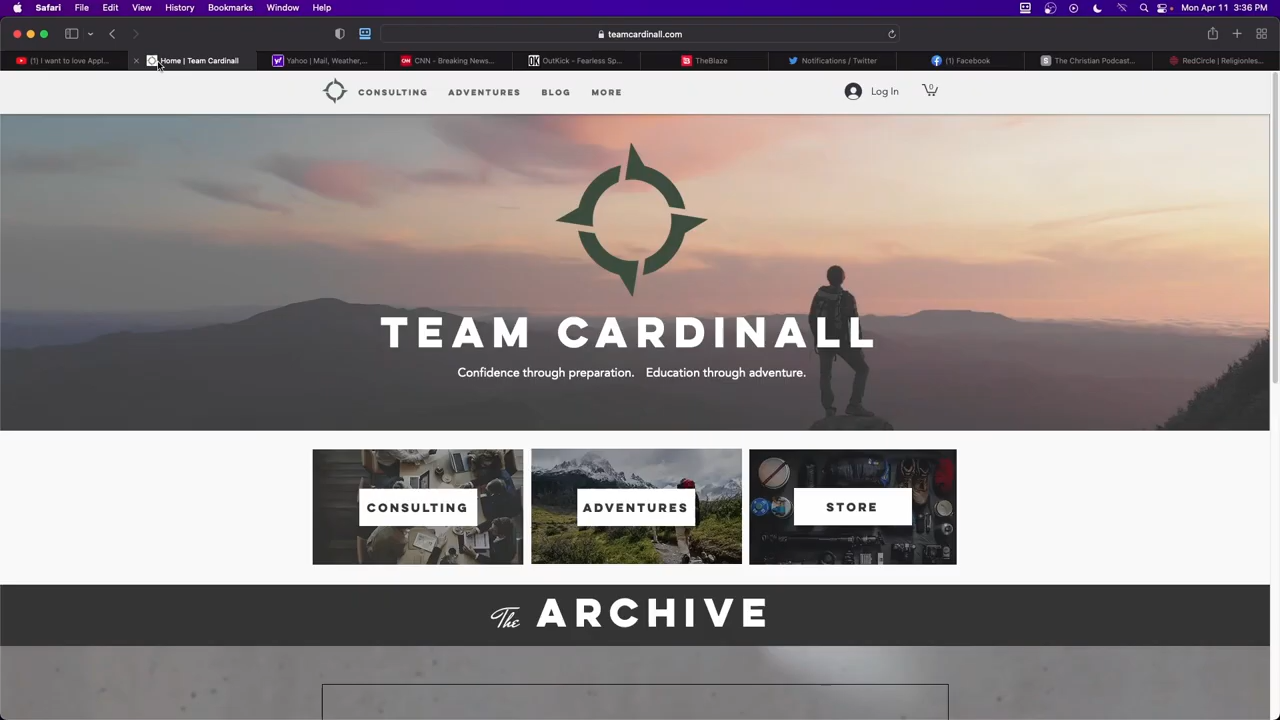 Safari File Edit View History Bookmarks Window Help Mon Apr 11 3:36 PM
teamcardinall.com
(1) I want to love Appl... Home | Team Cardinall Yahoo | Mail, Weather,... CNN - Breaking News... OutKick - Fearless Sp... TheBlaze Notifications / Twitter (1) Facebook The Christian Podcast... RedCircle | Religionles...
CONSULTING ADVENTURES BLOG MORE Log In 0
TEAM CARDINALL
Confidence through preparation. Education through adventure.
CONSULTING ADVENTURES STORE
The ARCHIVE